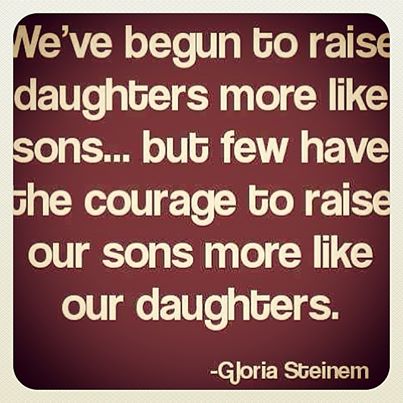 We've begun to raise
daughters more like
sons... but few have
the courage to raise
our sons more like
our daughters.
-Gloria Steinem